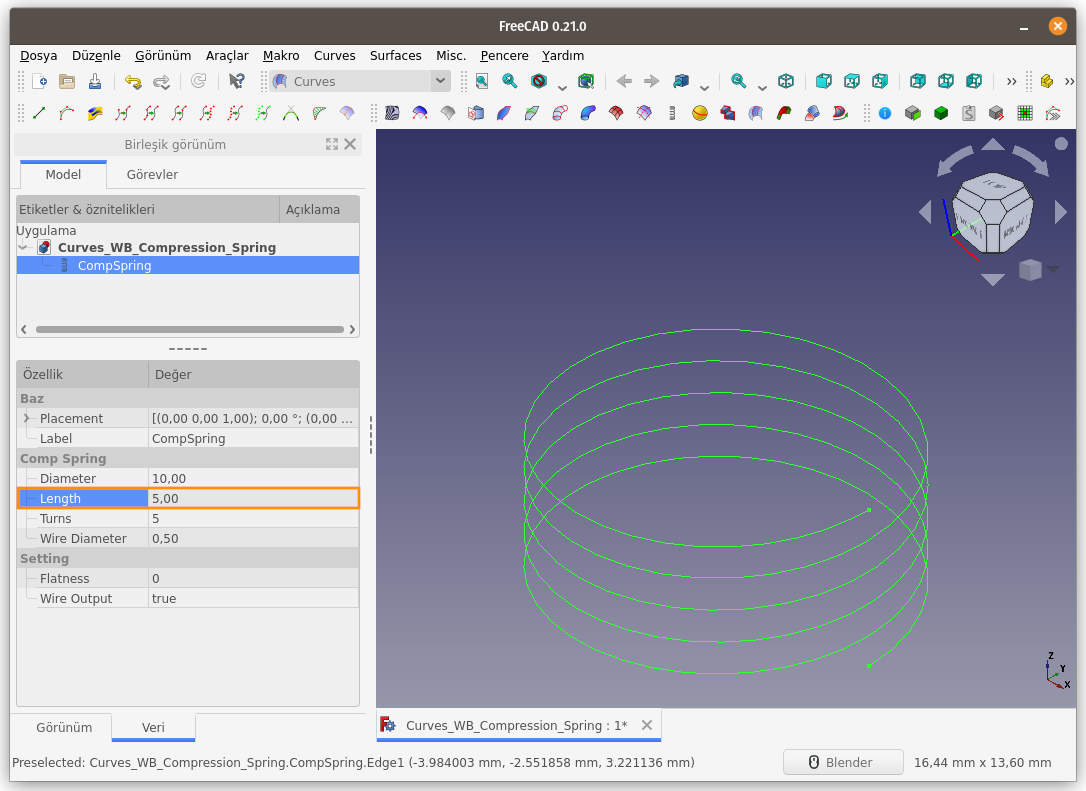 FreeCAD 0.21.0
Dosya Düzenle Görünüm Araçlar Makro Curves Surfaces Misc. Pencere Yardım
Curves
Birleşik görünüm
Model Görevler
Etiketler & öznitelikleri Açıklama
Uygulama
Curves_WB_Compression_Spring
CompSpring
Özellik Değer
Baz
Placement [(0,00 0,00 1,00); 0,00 °; (0,00 ...
Label CompSpring
Comp Spring
Diameter 10,00
Length 5,00
Turns 5
Wire Diameter 0,50
Setting
Flatness 0
Wire Output true
Z
Y
X
Görünüm Veri
Curves_WB_Compression_Spring : 1*
Preselected: Curves_WB_Compression_Spring.CompSpring.Edge1 (-3.984003 mm, -2.551858 mm, 3.221136 mm)
Blender
16,44 mm x 13,60 mm